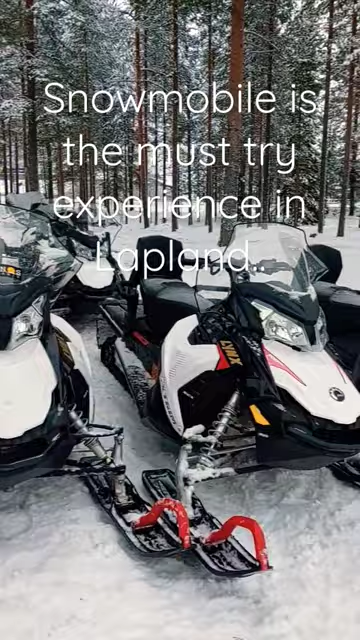 Snowmobile is
the must try
experience in
Lapland..
LYNX